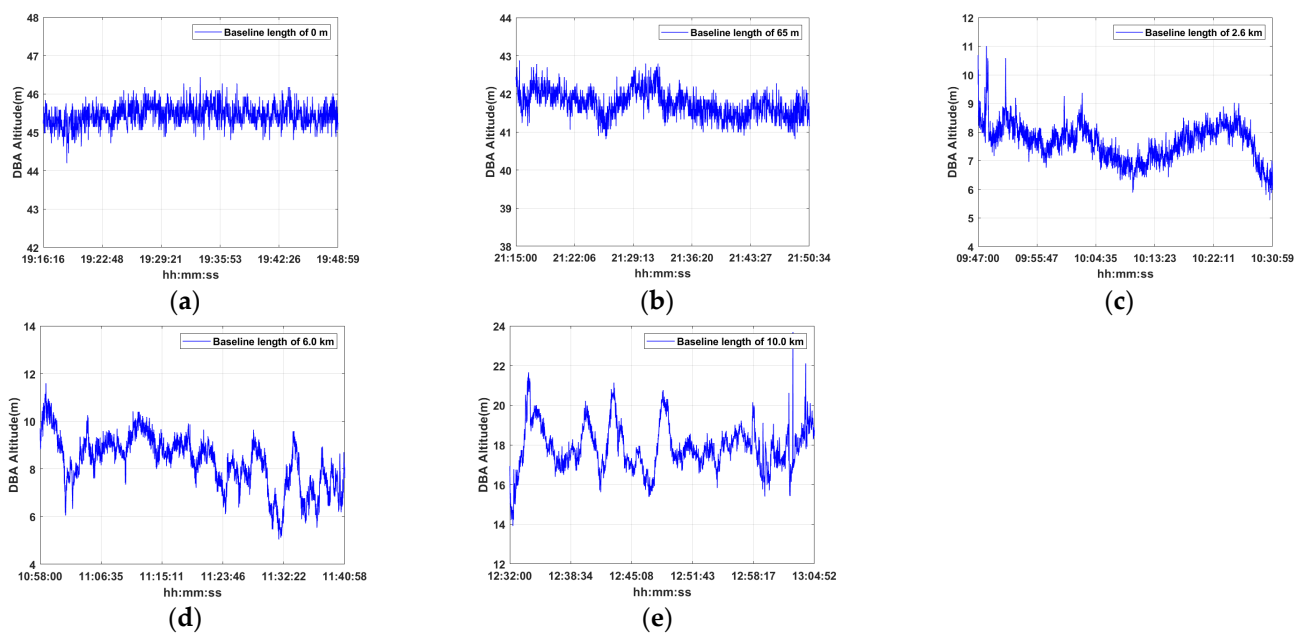 48
Baseline length of 0 m
47
46
45
44
43
42
DBA Altitude(m)
19:16:16 19:22:48 19:29:21 19:35:53 19:42:26 19:48:59
hh:mm:ss
(a)
44
Baseline length of 65 m
43
42
41
40
39
38
DBA Altitude(m)
21:15:00 21:22:06 21:29:13 21:36:20 21:43:27 21:50:34
hh:mm:ss
(b)
12
Baseline length of 2.6 km
11
10
9
8
7
6
5
4
DBA Altitude(m)
09:47:00 09:55:47 10:04:35 10:13:23 10:22:11 10:30:59
hh:mm:ss
(c)
14
Baseline length of 6.0 km
12
10
8
6
4
DBA Altitude(m)
10:58:00 11:06:35 11:15:11 11:23:46 11:32:22 11:40:58
hh:mm:ss
(d)
24
Baseline length of 10.0 km
22
20
18
16
14
12
DBA Altitude(m)
12:32:00 12:38:34 12:45:08 12:51:43 12:58:17 13:04:52
hh:mm:ss
(e)